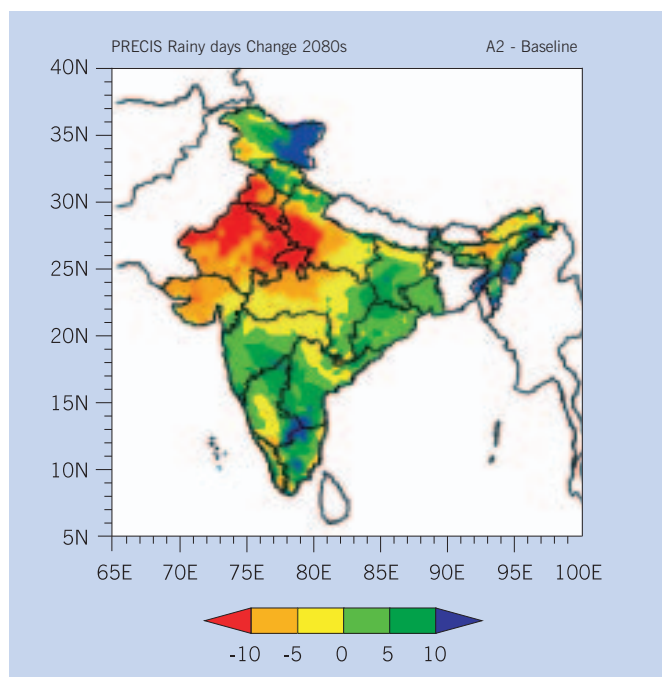 PRECIS Rainy days Change 2080s A2 - Baseline
40N
35N
30N
25N
20N
15N
10N
5N
65E 70E 75E 80E 85E 90E 95E 100E
-10 -5 0 5 10